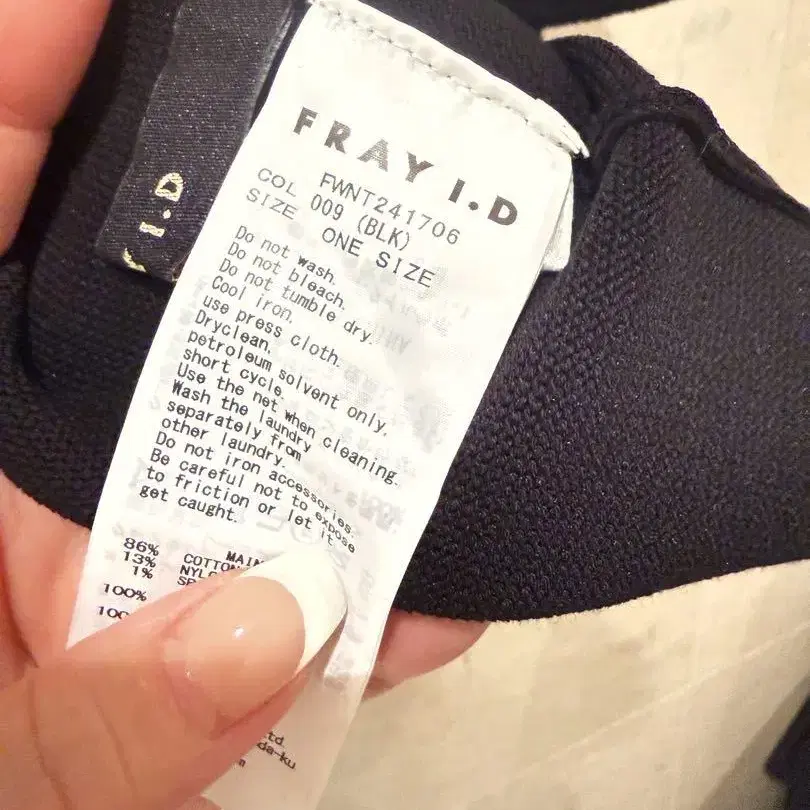 FRAY I.D
FWNT241706
COL 009 (BLK)
SIZE ONE SIZE
Do not wash.
Do not bleach.
Do not tumble dry.
Cool iron.
use press cloth.
Dryclean,
petroleum solvent only,
short cycle.
Use the net when cleaning.
Wash the laundry
separately from
other laundry.
Do not iron accessories.
Be careful not to expose
to friction or let it
get caught.
MAIN
86% COTTON
13%
1%
100%
I.D